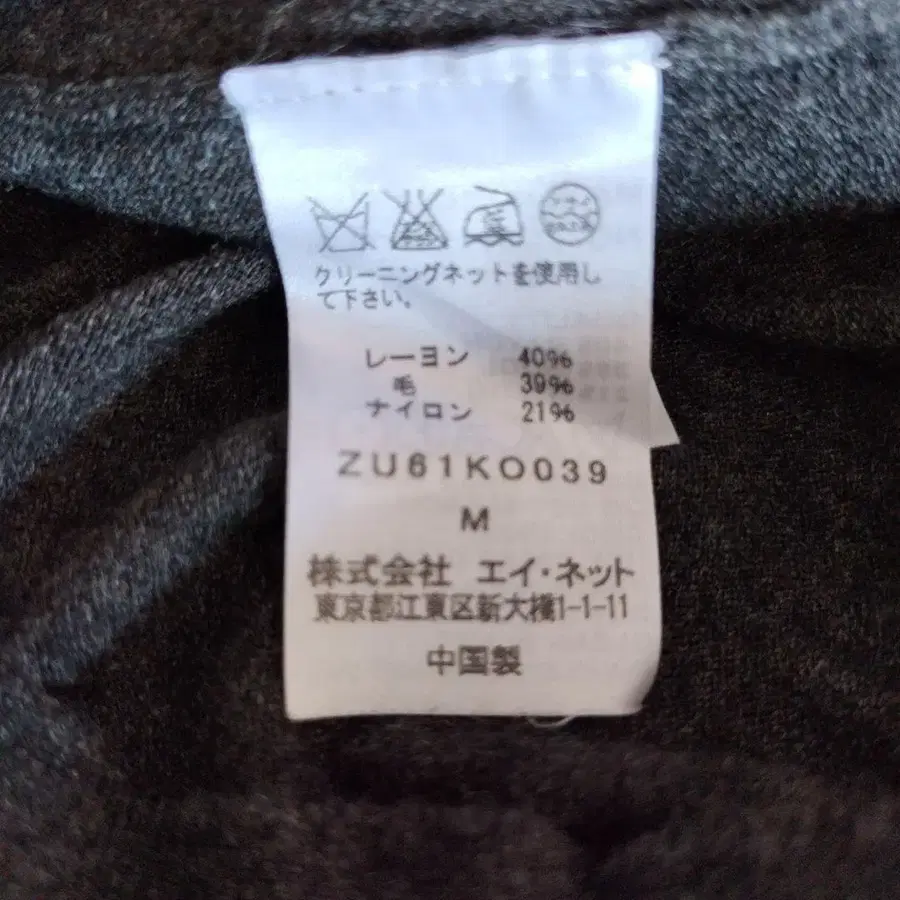 クリーニングネットを使用し
て下さい。
レーヨン 40%
毛 39%
ナイロン 21%
ZU61KO039
M
株式会社 エイ・ネット
東京都江東区新大橋1-1-11
中国製